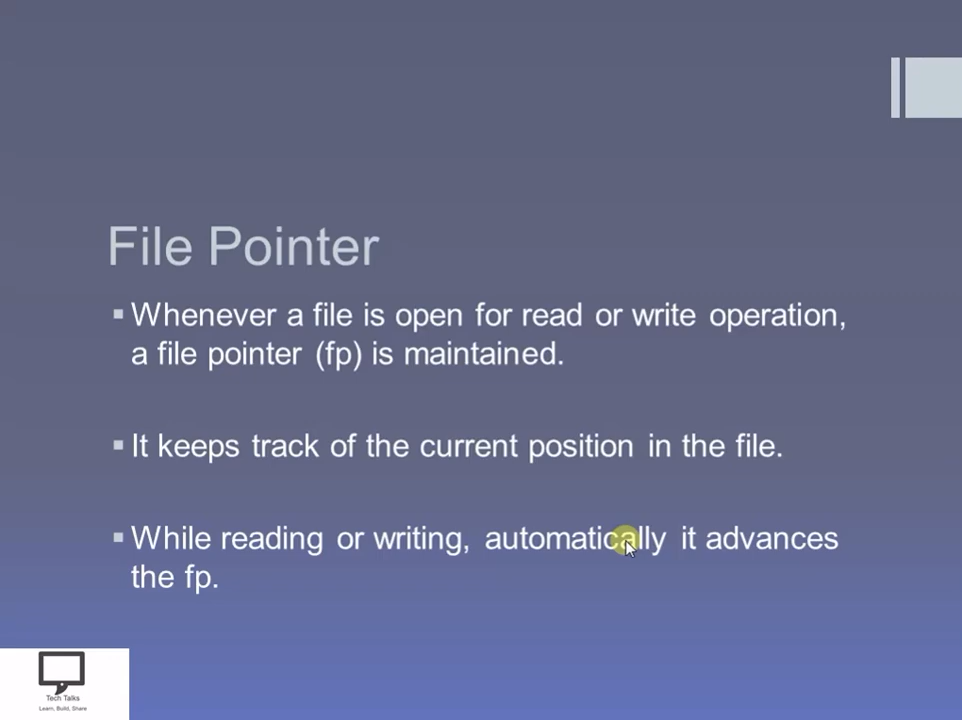 File Pointer
▪ Whenever a file is open for read or write operation,
a file pointer (fp) is maintained.
▪ It keeps track of the current position in the file.
▪ While reading or writing, automatically it advances
the fp.
Tech Talks
Learn, Build, Share